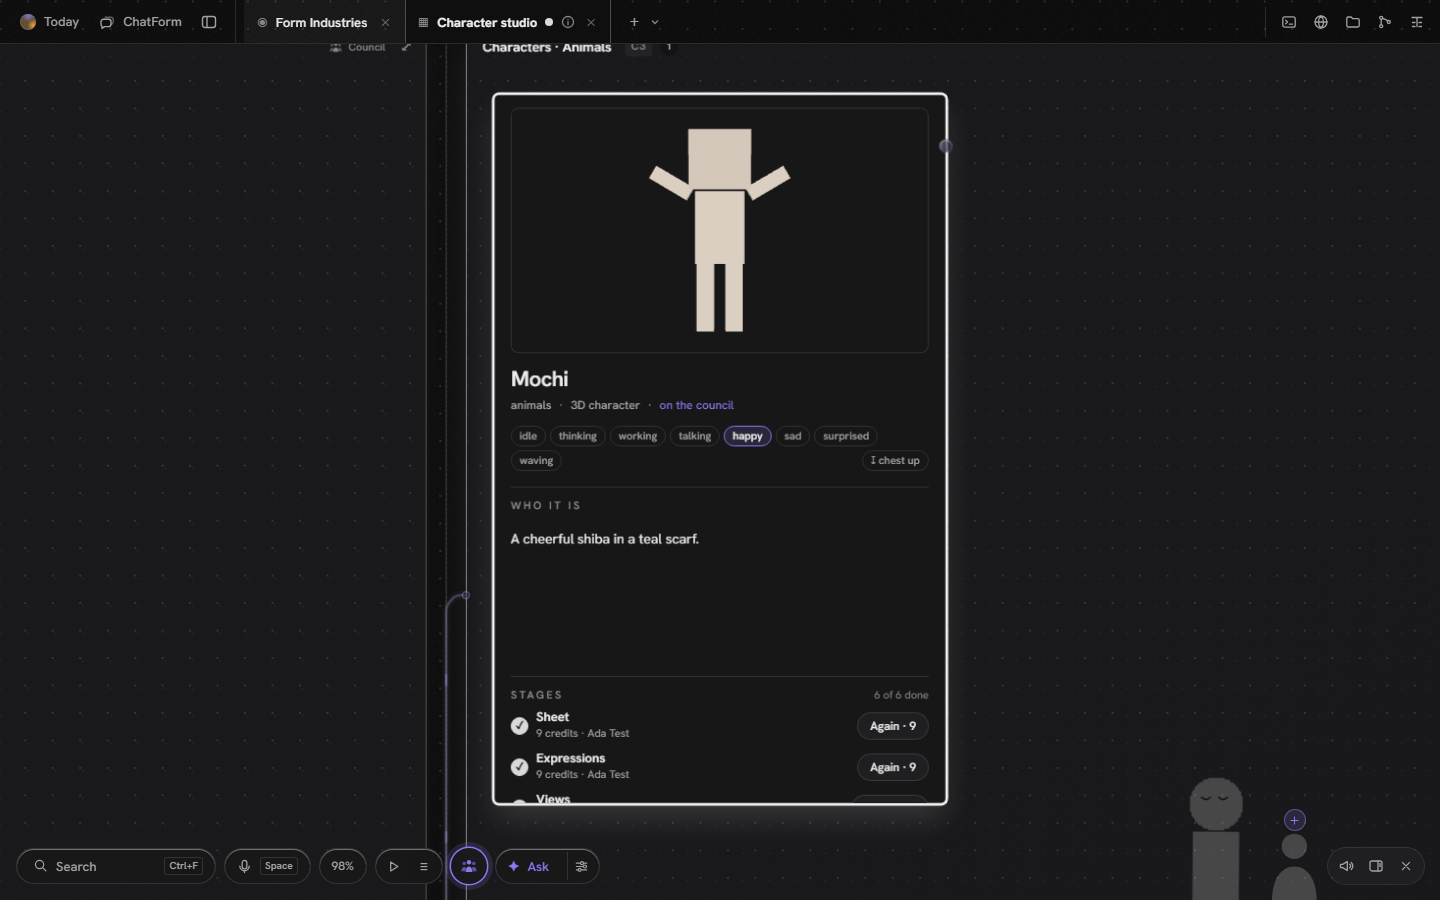 Today
ChatForm
Form Industries
Character studio
Council
Characters · Animals
C3
1
Mochi
animals · 3D character · on the council
idle
thinking
working
talking
happy
sad
surprised
waving
chest up
WHO IT IS
A cheerful shiba in a teal scarf.
STAGES
6 of 6 done
Sheet
9 credits · Ada Test
Again · 9
Expressions
9 credits · Ada Test
Again · 9
Views
Search
Ctrl+F
Space
98%
Ask